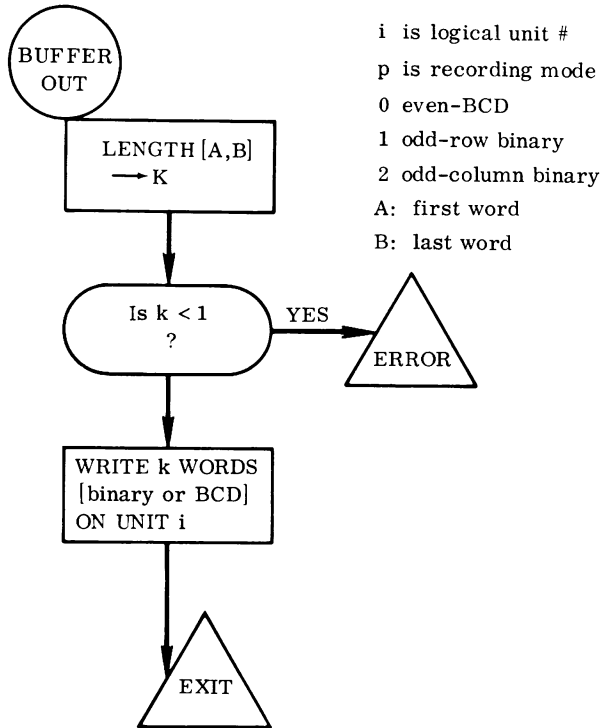 BUFFER
OUT
LENGTH [A,B]
→ K
Is k < 1
?
YES
ERROR
WRITE k WORDS
[binary or BCD]
ON UNIT i
EXIT
i is logical unit #
p is recording mode
0 even-BCD
1 odd-row binary
2 odd-column binary
A: first word
B: last word